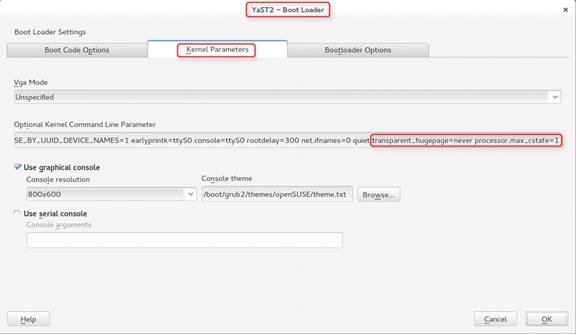 YaST2 - Boot Loader
Boot Loader Settings
Boot Code Options
Kernel Parameters
Bootloader Options
Vga Mode
Unspecified
Optional Kernel Command Line Parameter
SE_BY_UUID_DEVICE_NAMES=1 earlyprintk=ttyS0 console=ttyS0 rootdelay=300 net.ifnames=0 quiet transparent_hugepage=never processor.max_cstate=1
Use graphical console
Console resolution
Console theme
800x600
/boot/grub2/themes/openSUSE/theme.txt
Browse...
Use serial console
Console arguments
Help
Cancel
OK